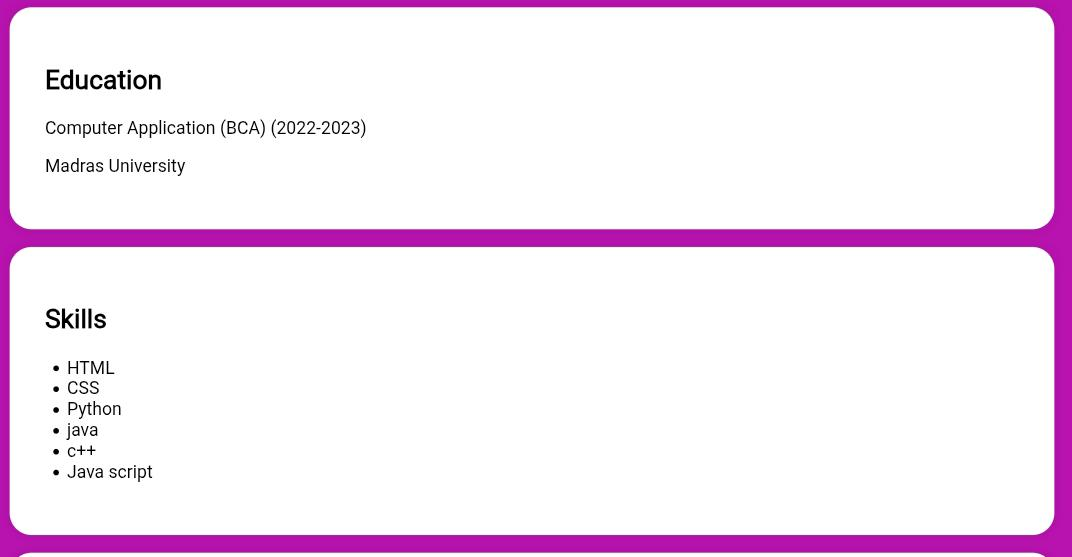 Education
Computer Application (BCA) (2022-2023)
Madras University
Skills
• HTML
• CSS
• Python
• java
• c++
• Java script